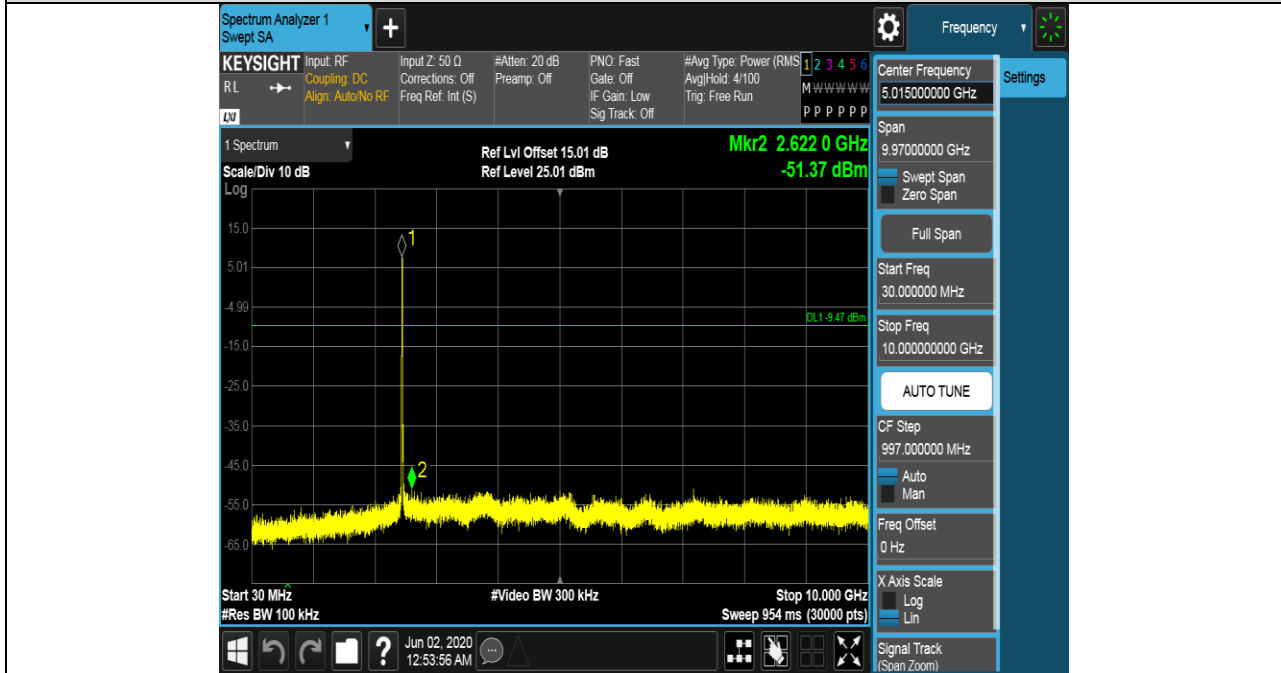 Spectrum Analyzer 1
Swept SA
+
Frequency
KEYSIGHT
RL
LXI
Input: RF
Coupling: DC
Align: Auto/No RF
Input Z: 50 Ω
Corrections: Off
Freq Ref: Int (S)
#Atten: 20 dB
Preamp: Off
PNO: Fast
Gate: Off
IF Gain: Low
Sig Track: Off
#Avg Type: Power (RMS
Avg|Hold: 4/100
Trig: Free Run
1 2 3 4 5 6
M W W W W W
P P P P P P
Center Frequency
5.015000000 GHz
Settings
Span
9.97000000 GHz
Swept Span
Zero Span
Full Span
Start Freq
30.000000 MHz
Stop Freq
10.000000000 GHz
AUTO TUNE
CF Step
997.000000 MHz
Auto
Man
Freq Offset
0 Hz
X Axis Scale
Log
Lin
Signal Track
(Span Zoom)
1 Spectrum
Scale/Div 10 dB
Log
Ref Lvl Offset 15.01 dB
Ref Level 25.01 dBm
Mkr2 2.622 0 GHz
-51.37 dBm
15.0
5.01
-4.99
-15.0
-25.0
-35.0
-45.0
-55.0
-65.0
1
2
DL1 -9.47 dBm
Start 30 MHz
#Res BW 100 kHz
#Video BW 300 kHz
Stop 10.000 GHz
Sweep 954 ms (30000 pts)
?
Jun 02, 2020
12:53:56 AM